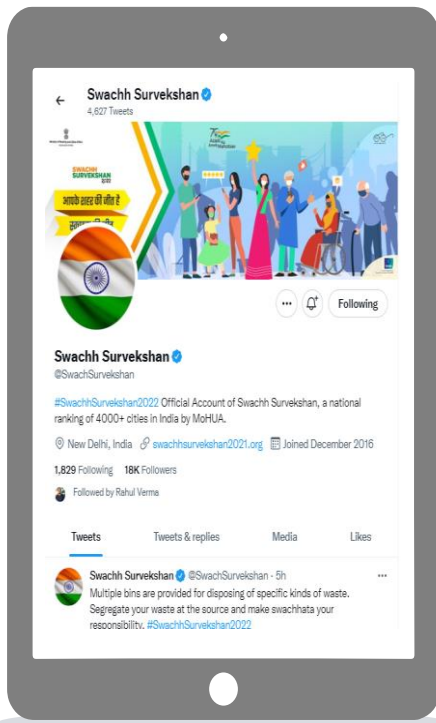 Swachh Survekshan
4,627 Tweets
SWACHH
SURVEKSHAN
आपके शहर की जीत है
Following
Swachh Survekshan
@SwachSurvekshan
#SwachhSurvekshan2022 Official Account of Swachh Survekshan, a national
ranking of 4000+ cities in India by MoHUA.
New Delhi, India swachhsurvekshan2021.org Joined December 2016
1,829 Following 18K Followers
Followed by Rahul Verma
Tweets Tweets & replies Media Likes
Swachh Survekshan @SwachSurvekshan · 5h
Multiple bins are provided for disposing of specific kinds of waste.
Segregate your waste at the source and make swachhata your
responsibility. #SwachhSurvekshan2022